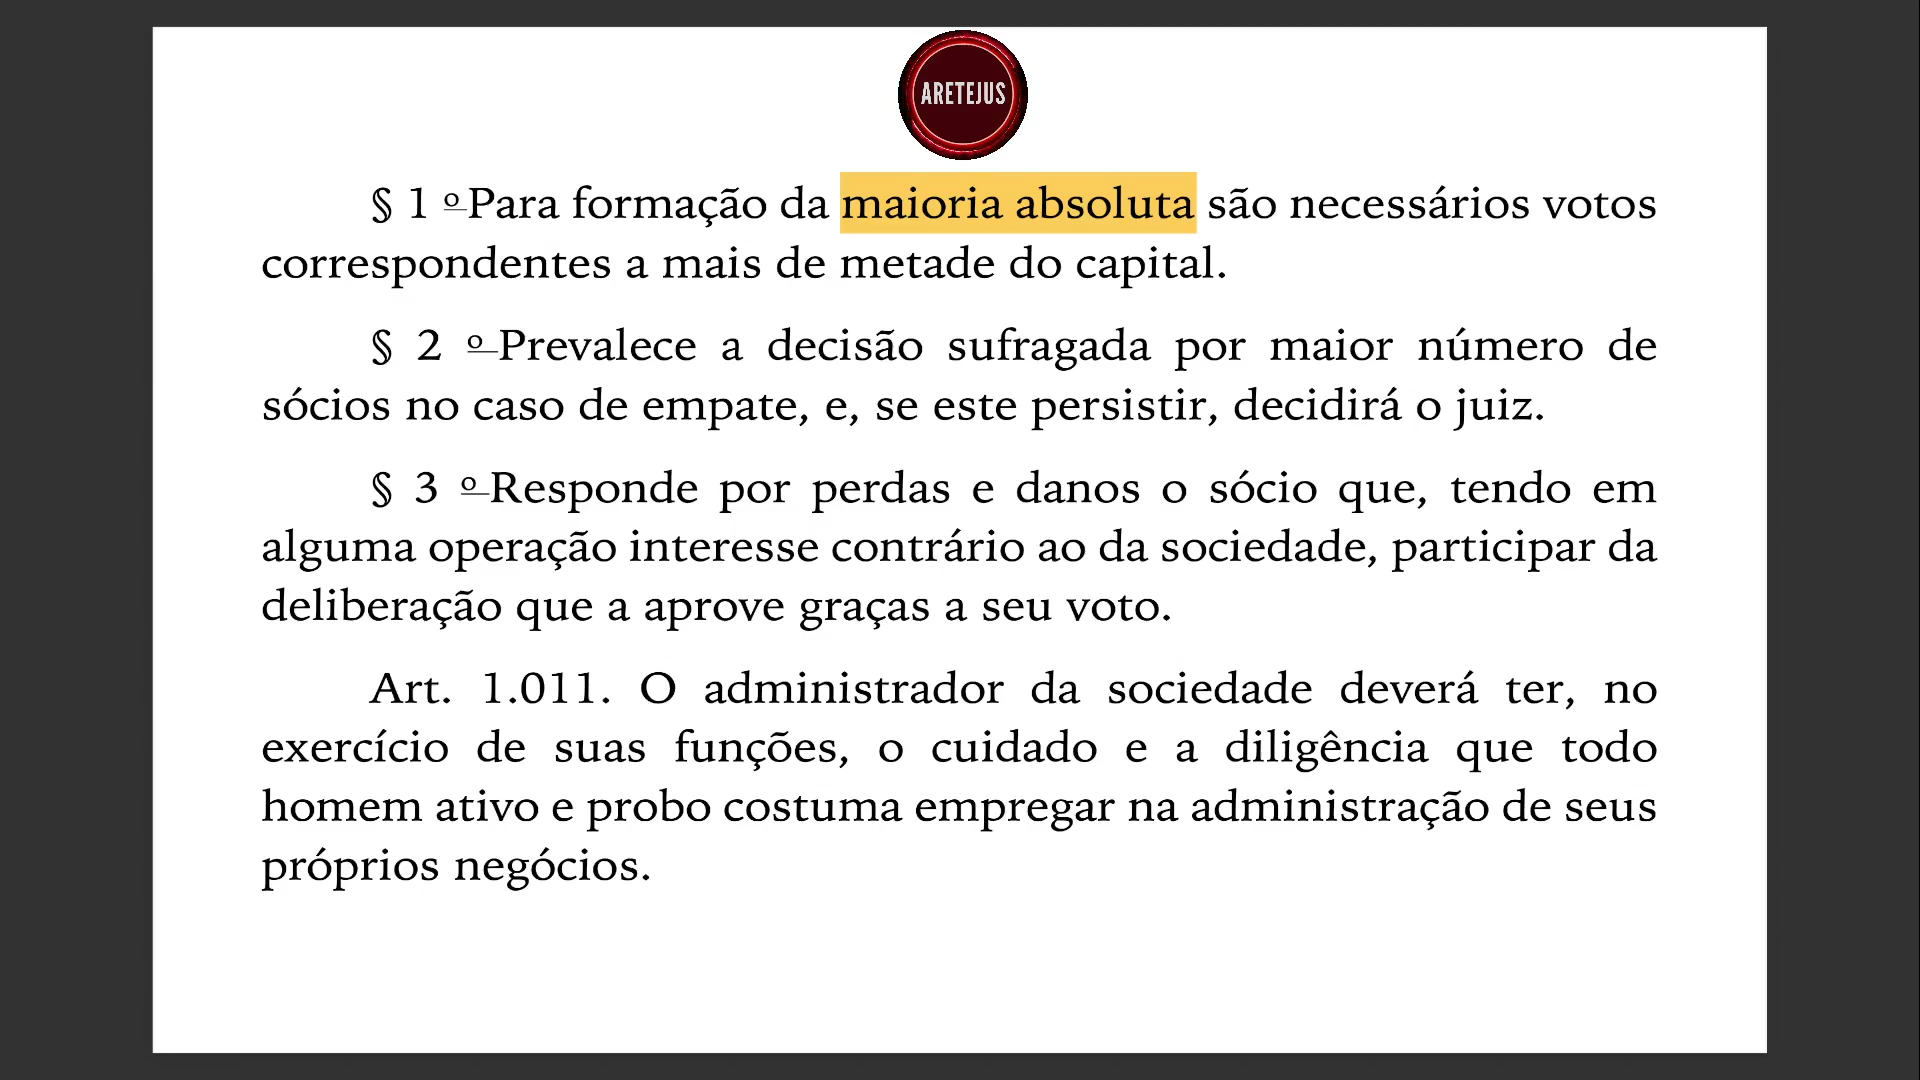 ARETEJUS
§ 1 º Para formação da maioria absoluta são necessários votos
correspondentes a mais de metade do capital.
§ 2 º Prevalece a decisão sufragada por maior número de
sócios no caso de empate, e, se este persistir, decidirá o juiz.
§ 3 º Responde por perdas e danos o sócio que, tendo em
alguma operação interesse contrário ao da sociedade, participar da
deliberação que a aprove graças a seu voto.
Art. 1.011. O administrador da sociedade deverá ter, no
exercício de suas funções, o cuidado e a diligência que todo
homem ativo e probo costuma empregar na administração de seus
próprios negócios.